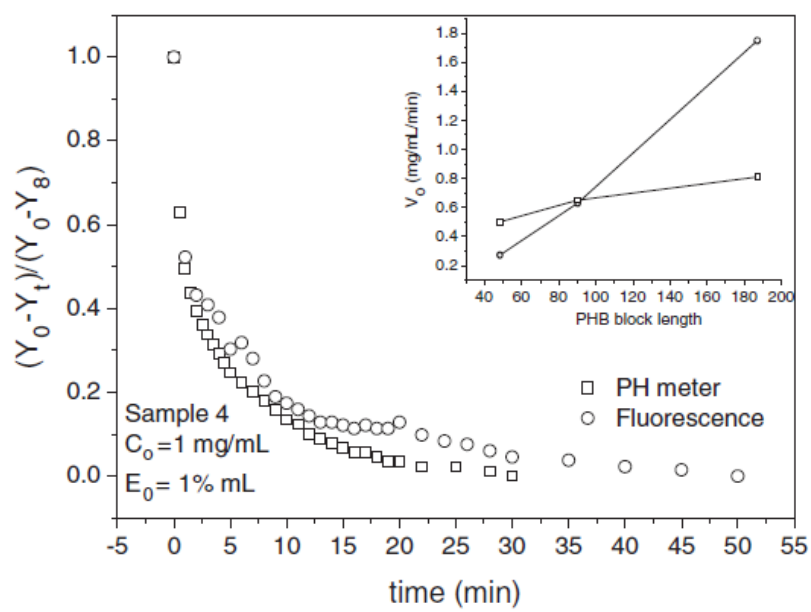 (Y₀-Yₜ)/(Y₀-Y₈)
1.0
0.8
0.6
0.4
0.2
0.0
-5 0 5 10 15 20 25 30 35 40 45 50 55
time (min)
Sample 4
Cₒ=1 mg/mL
E₀= 1% mL
PH meter
Fluorescence
Vₒ (mg/mL/min)
1.8
1.6
1.4
1.2
1.0
0.8
0.6
0.4
0.2
40 60 80 100 120 140 160 180 200
PHB block length